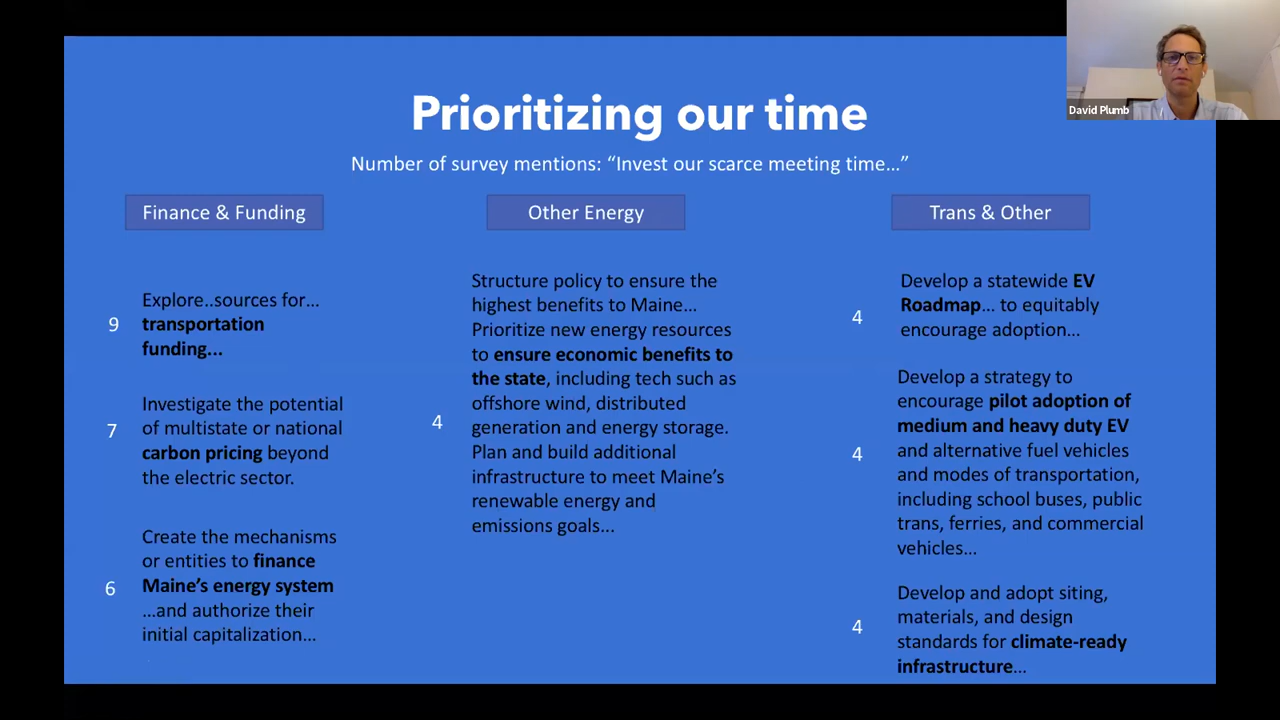 David Plumb
Prioritizing our time
Number of survey mentions: “Invest our scarce meeting time…”
Finance & Funding
9
Explore..sources for…
transportation
funding...
7
Investigate the potential
of multistate or national
carbon pricing beyond
the electric sector.
6
Create the mechanisms
or entities to finance
Maine’s energy system
…and authorize their
initial capitalization…
Other Energy
4
Structure policy to ensure the
highest benefits to Maine…
Prioritize new energy resources
to ensure economic benefits to
the state, including tech such as
offshore wind, distributed
generation and energy storage.
Plan and build additional
infrastructure to meet Maine’s
renewable energy and
emissions goals…
Trans & Other
4
Develop a statewide EV
Roadmap… to equitably
encourage adoption…
4
Develop a strategy to
encourage pilot adoption of
medium and heavy duty EV
and alternative fuel vehicles
and modes of transportation,
including school buses, public
trans, ferries, and commercial
vehicles…
4
Develop and adopt siting,
materials, and design
standards for climate-ready
infrastructure…